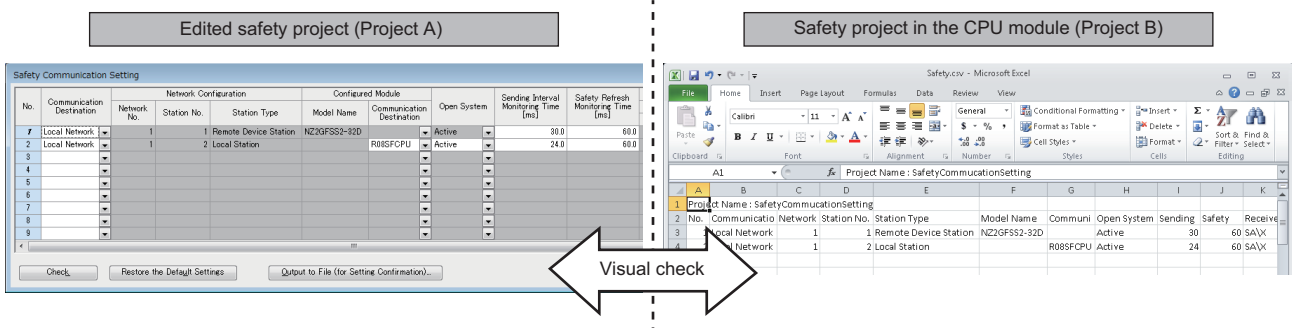 Edited safety project (Project A)
Safety project in the CPU module (Project B)
Safety Communication Setting
No. Communication Destination Network Configuration Configured Module Open System Sending Interval Monitoring Time [ms] Safety Refresh Monitoring Time [ms]
Network No. Station No. Station Type Model Name Communication Destination
1 Local Network 1 1 Remote Device Station NZ2GFSS2-32D Active 30.0 60.0
2 Local Network 1 2 Local Station R08SFCPU Active 24.0 60.0
3
4
5
6
7
8
9
Check Restore the Default Settings Output to File (for Setting Confirmation)...
Visual check
Safety.csv - Microsoft Excel
File Home Insert Page Layout Formulas Data Review View
Paste Calibri 11 A A General Conditional Formatting Insert Σ
B I U A $ % , Format as Table Delete Sort & Find &
Cell Styles Format Filter Select
Clipboard Font Alignment Number Styles Cells Editing
A1 fx Project Name : SafetyCommucationSetting
A B C D E F G H I J K
1 Project Name : SafetyCommucationSetting
2 No. Communicatio Network Station No. Station Type Model Name Communi Open System Sending Safety Receive
3 1 Local Network 1 1 Remote Device Station NZ2GFSS2-32D Active 30 60 SA\X
4 Network 1 2 Local Station R08SFCPU Active 24 60 SA\X